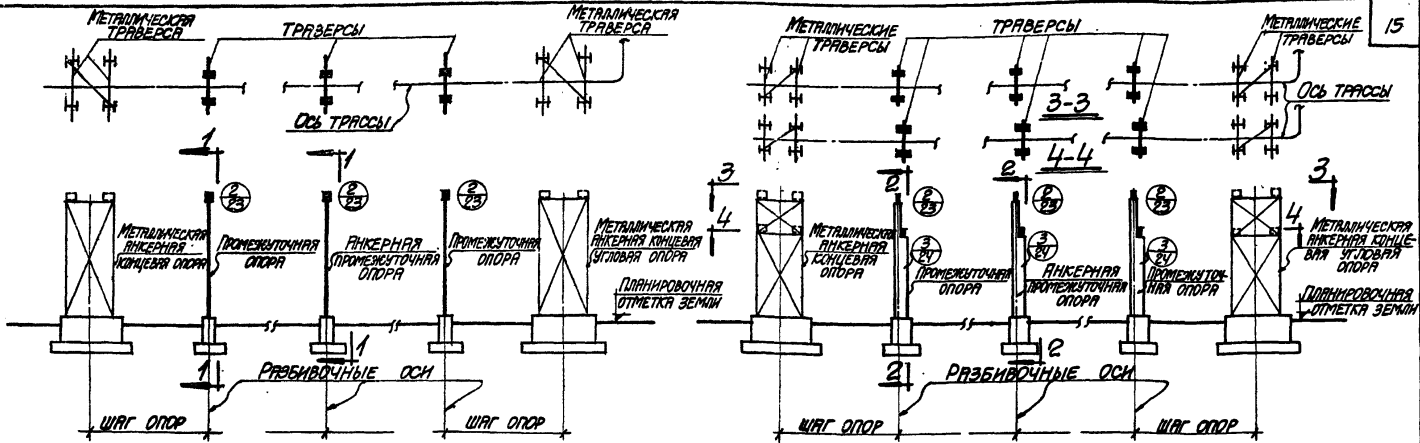 15
МЕТАЛЛИЧЕСКАЯ
ТРАВЕРСА
ТРАВЕРСЫ
МЕТАЛЛИЧЕСКАЯ
ТРАВЕРСА
ОСЬ ТРАССЫ
1
1
2
23
2
23
2
23
МЕТАЛЛИЧЕСКАЯ
АНКЕРНАЯ
КОНЦЕВАЯ ОПОРА
ПРОМЕЖУТОЧНАЯ
ОПОРА
АНКЕРНАЯ
ПРОМЕЖУТОЧНАЯ
ОПОРА
ПРОМЕЖУТОЧНАЯ
ОПОРА
МЕТАЛЛИЧЕСКАЯ
АНКЕРНАЯ КОНЦЕВАЯ
УГЛОВАЯ ОПОРА
ПЛАНИРОВОЧНАЯ
ОТМЕТКА ЗЕМЛИ
1
1
РАЗБИВОЧНЫЕ ОСИ
ШАГ ОПОР
ШАГ ОПОР
МЕТАЛЛИЧЕСКИЕ
ТРАВЕРСЫ
ТРАВЕРСЫ
МЕТАЛЛИЧЕСКИЕ
ТРАВЕРСЫ
3-3
ОСЬ ТРАССЫ
4-4
3
4
2
2
3
4
2
23
2
23
2
23
3
24
3
24
3
24
МЕТАЛЛИЧЕСКАЯ
АНКЕРНАЯ
КОНЦЕВАЯ
ОПОРА
ПРОМЕЖУТОЧНАЯ
ОПОРА
АНКЕРНАЯ
ПРОМЕЖУТОЧНАЯ
ОПОРА
ПРОМЕЖУТОЧ-
НАЯ ОПОРА
МЕТАЛЛИЧЕСКАЯ
АНКЕРНАЯ КОНЦЕ-
ВАЯ УГЛОВАЯ
ОПОРА
ПЛАНИРОВОЧНАЯ
ОТМЕТКА ЗЕМЛИ
2
2
РАЗБИВОЧНЫЕ ОСИ
ШАГ ОПОР
ШАГ ОПОР